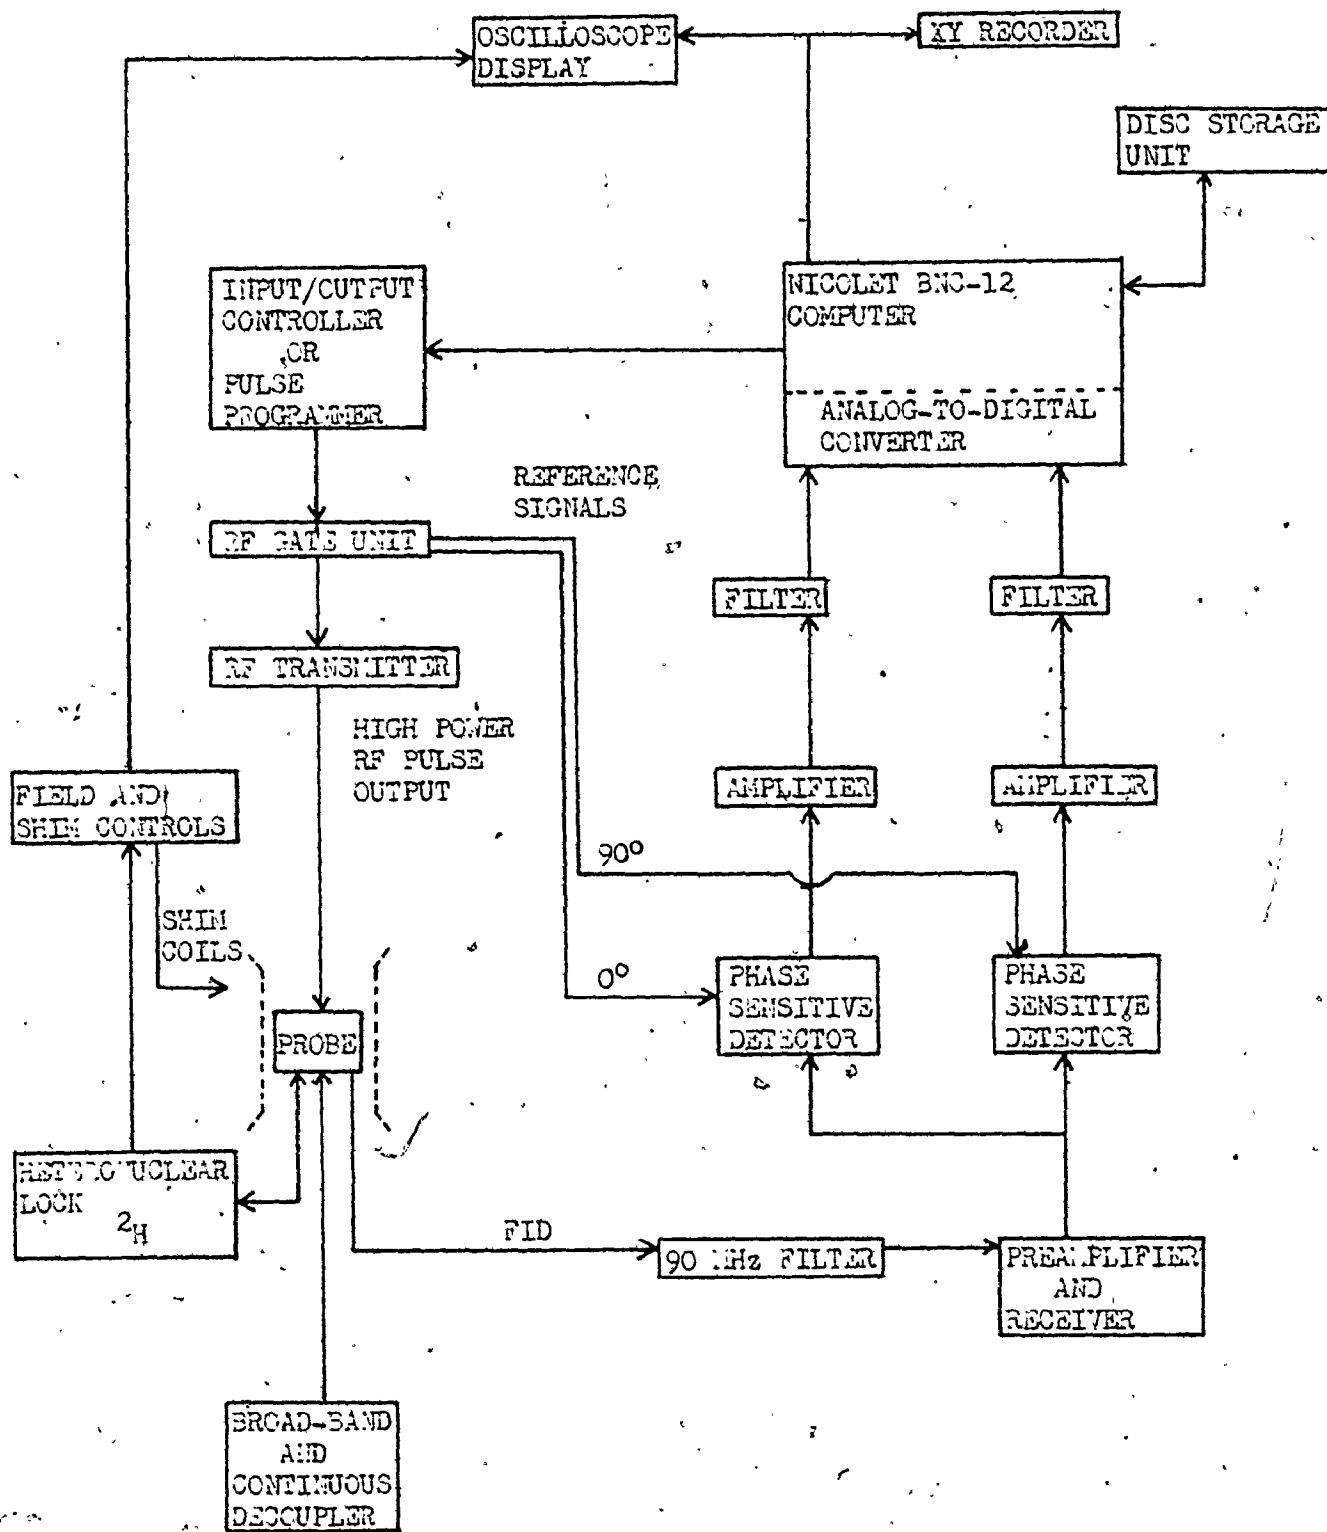 OSCILLOSCOPE
DISPLAY
XY RECORDER
DISC STORAGE
UNIT
INPUT/OUTPUT
CONTROLLER
OR
PULSE
PROGRAMMER
NICOLET BNC-12
COMPUTER
ANALOG-TO-DIGITAL
CONVERTER
REFERENCE
SIGNALS
RF GATE UNIT
FILTER
FILTER
RF TRANSMITTER
HIGH POWER
RF PULSE
OUTPUT
FIELD AND
SHIM CONTROLS
AMPLIFIER
AMPLIFIER
90°
SHIM
COILS
0°
PHASE
SENSITIVE
DETECTOR
PHASE
SENSITIVE
DETECTOR
PROBE
HETERONUCLEAR
LOCK
²H
FID
90 MHz FILTER
PREAMPLIFIER
AND
RECEIVER
BROAD-BAND
AND
CONTINUOUS
DECOUPLER